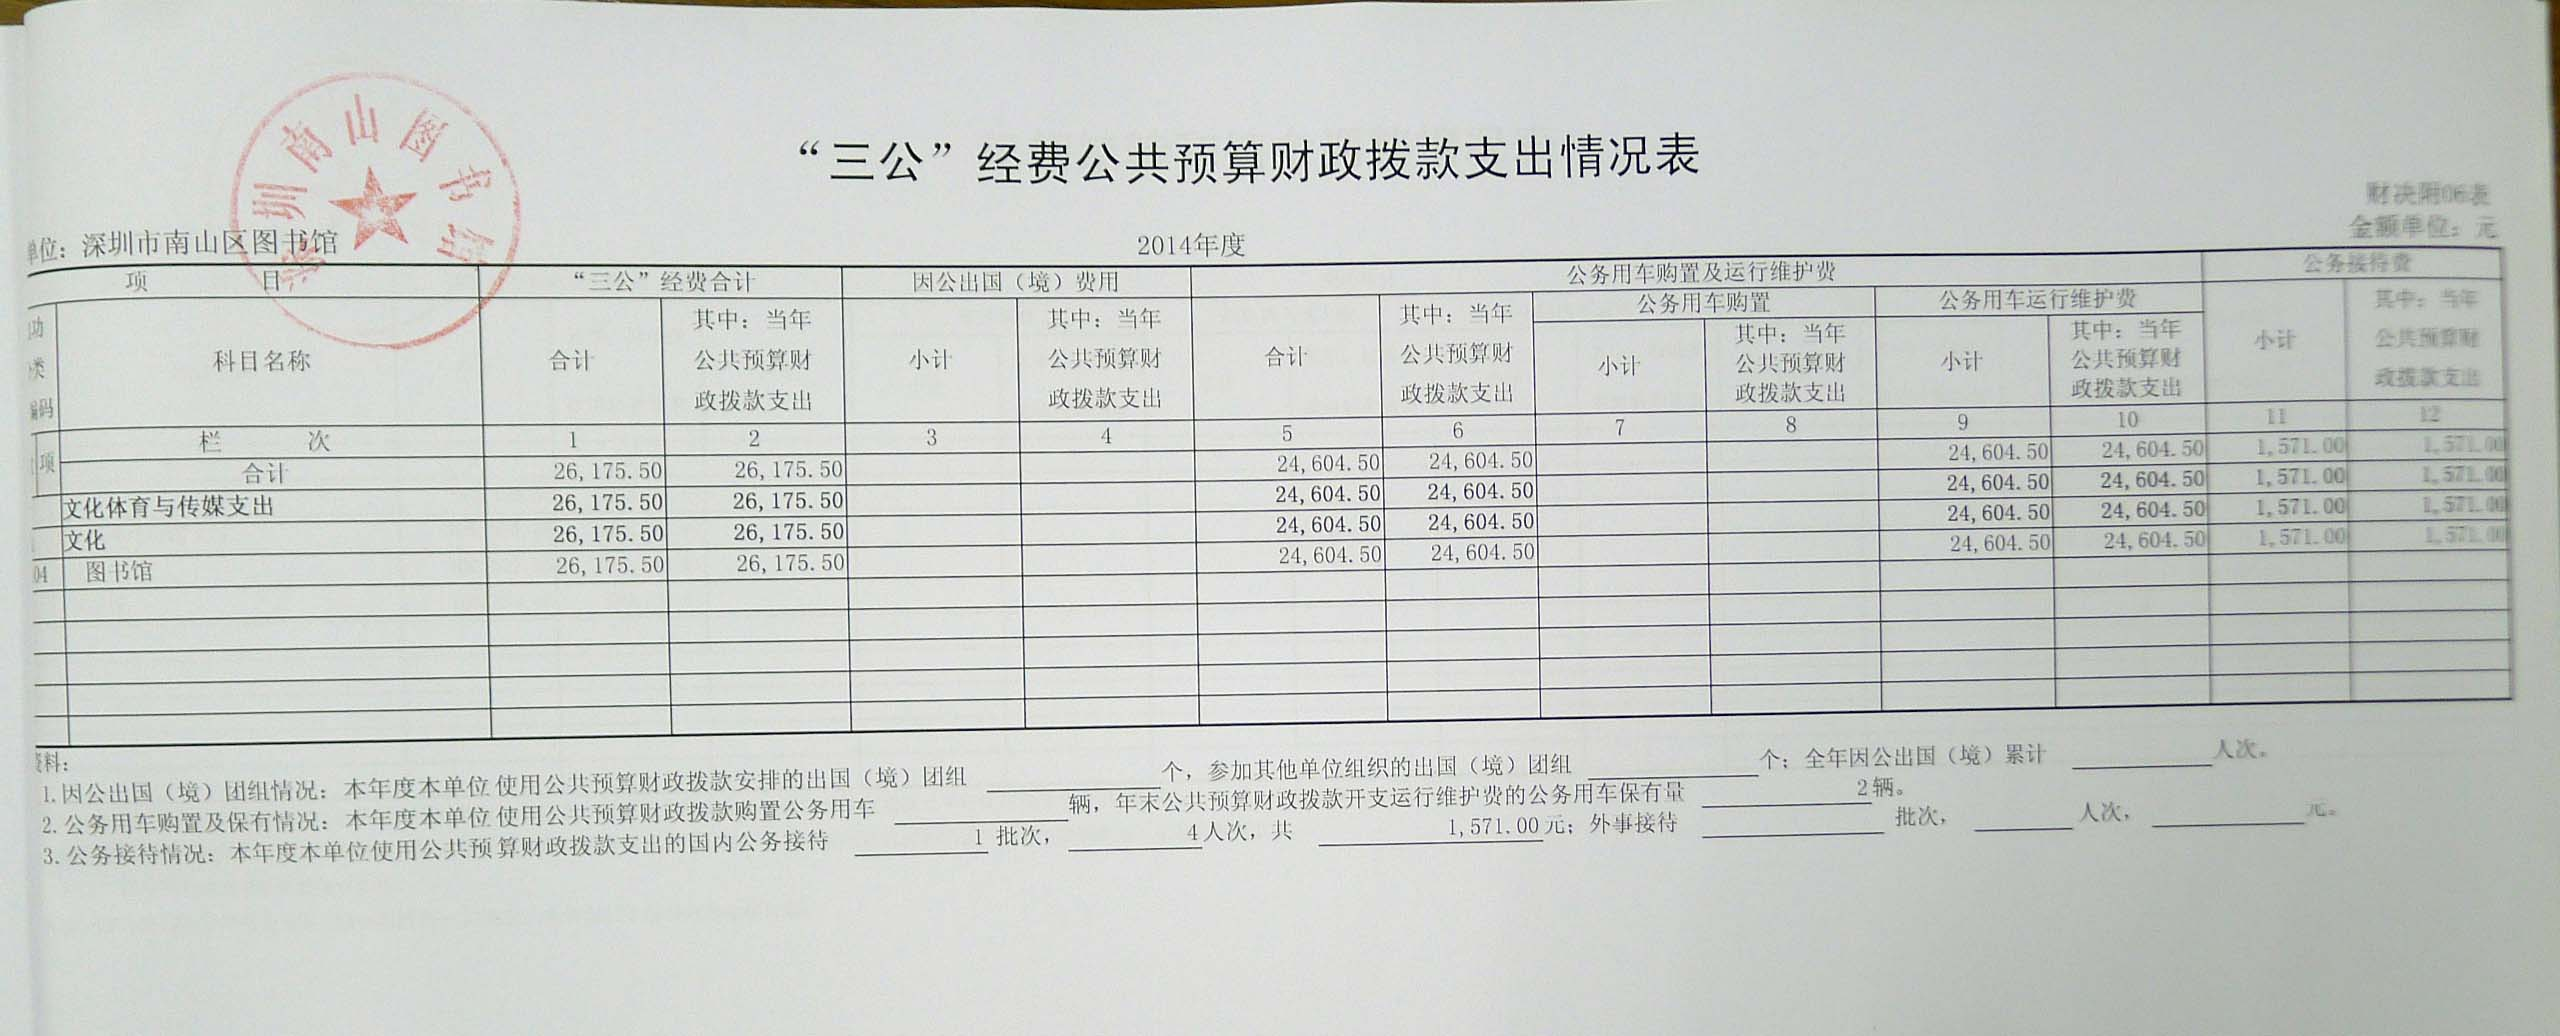 “三公”经费公共预算财政拨款支出情况表
深圳南山图书馆
财决附06表
单位：深圳市南山区图书馆 2014年度 金额单位：元
项 目 “三公”经费合计 因公出国（境）费用 公务用车购置及运行维护费 公务接待费
公务用车购置 公务用车运行维护费
功
类
编码
科目名称 合计 其中：当年公共预算财政拨款支出 小计 其中：当年公共预算财政拨款支出 合计 其中：当年公共预算财政拨款支出 小计 其中：当年公共预算财政拨款支出 小计 其中：当年公共预算财政拨款支出 小计 其中：当年公共预算财政拨款支出
项 栏 次 1 2 3 4 5 6 7 8 9 10 11 12
合计 26,175.50 26,175.50 24,604.50 24,604.50 24,604.50 24,604.50 1,571.00 1,571.00
文化体育与传媒支出 26,175.50 26,175.50 24,604.50 24,604.50 24,604.50 24,604.50 1,571.00 1,571.00
文化 26,175.50 26,175.50 24,604.50 24,604.50 24,604.50 24,604.50 1,571.00 1,571.00
04 图书馆 26,175.50 26,175.50 24,604.50 24,604.50 24,604.50 24,604.50 1,571.00 1,571.00
资料：
1.因公出国（境）团组情况：本年度本单位使用公共预算财政拨款安排的出国（境）团组 个，参加其他单位组织的出国（境）团组 个；全年因公出国（境）累计 人次。
2.公务用车购置及保有情况：本年度本单位使用公共预算财政拨款购置公务用车 辆，年末公共预算财政拨款开支运行维护费的公务用车保有量 2辆。
3.公务接待情况：本年度本单位使用公共预算财政拨款支出的国内公务接待 1 批次， 4人次，共 1,571.00元；外事接待 批次， 人次， 元。